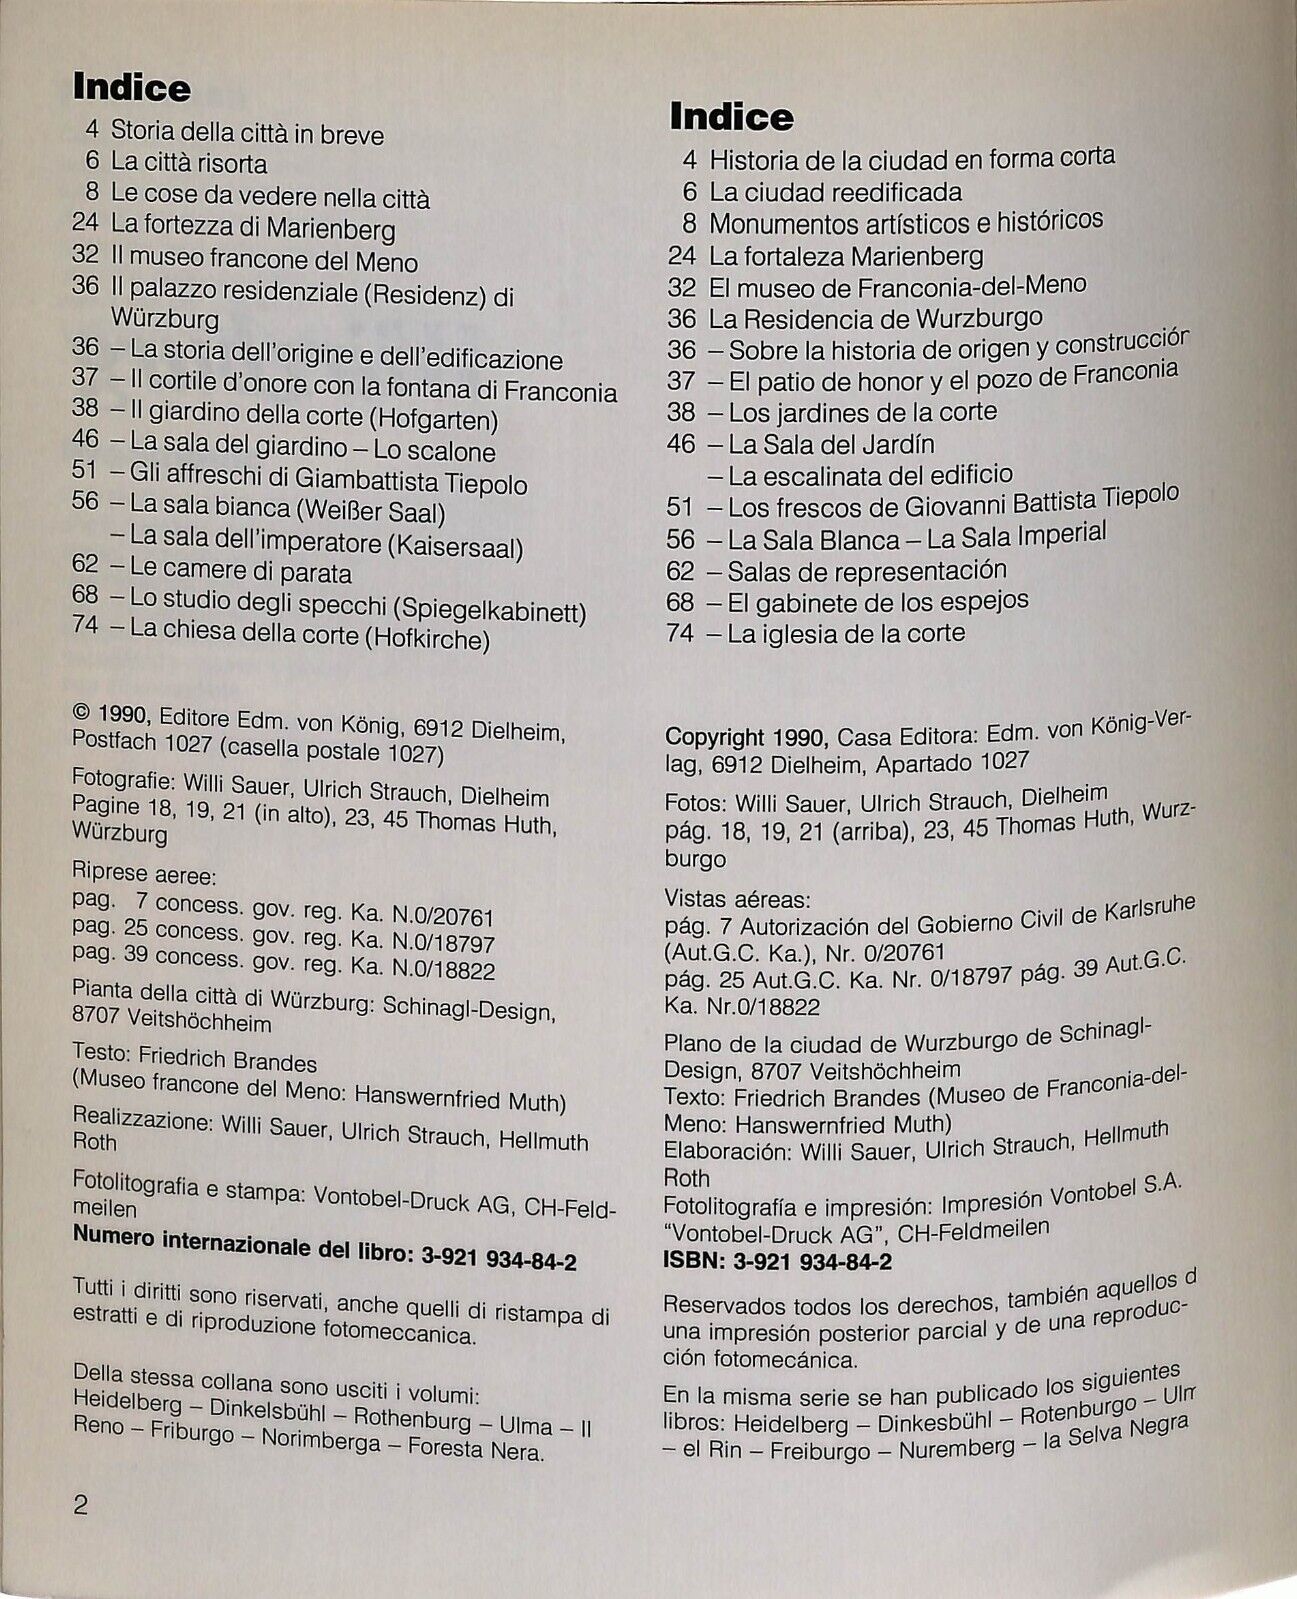 Indice
4 Storia della città in breve
6 La città risorta
8 Le cose da vedere nella città
24 La fortezza di Marienberg
32 Il museo francone del Meno
36 Il palazzo residenziale (Residenz) di
Würzburg
36 – La storia dell'origine e dell'edificazione
37 – Il cortile d'onore con la fontana di Franconia
38 – Il giardino della corte (Hofgarten)
46 – La sala del giardino – Lo scalone
51 – Gli affreschi di Giambattista Tiepolo
56 – La sala bianca (Weißer Saal)
– La sala dell'imperatore (Kaisersaal)
62 – Le camere di parata
68 – Lo studio degli specchi (Spiegelkabinett)
74 – La chiesa della corte (Hofkirche)
© 1990, Editore Edm. von König, 6912 Dielheim,
Postfach 1027 (casella postale 1027)
Fotografie: Willi Sauer, Ulrich Strauch, Dielheim
Pagine 18, 19, 21 (in alto), 23, 45 Thomas Huth,
Würzburg
Riprese aeree:
pag. 7 concess. gov. reg. Ka. N.0/20761
pag. 25 concess. gov. reg. Ka. N.0/18797
pag. 39 concess. gov. reg. Ka. N.0/18822
Pianta della città di Würzburg: Schinagl-Design,
8707 Veitshöchheim
Testo: Friedrich Brandes
(Museo francone del Meno: Hanswernfried Muth)
Realizzazione: Willi Sauer, Ulrich Strauch, Hellmuth
Roth
Fotolitografia e stampa: Vontobel-Druck AG, CH-Feld-
meilen
Numero internazionale del libro: 3-921 934-84-2
Tutti i diritti sono riservati, anche quelli di ristampa di
estratti e di riproduzione fotomeccanica.
Della stessa collana sono usciti i volumi:
Heidelberg – Dinkelsbühl – Rothenburg – Ulma – Il
Reno – Friburgo – Norimberga – Foresta Nera.
2
Indice
4 Historia de la ciudad en forma corta
6 La ciudad reedificada
8 Monumentos artísticos e históricos
24 La fortaleza Marienberg
32 El museo de Franconia-del-Meno
36 La Residencia de Wurzburgo
36 – Sobre la historia de origen y construcción
37 – El patio de honor y el pozo de Franconia
38 – Los jardines de la corte
46 – La Sala del Jardín
– La escalinata del edificio
51 – Los frescos de Giovanni Battista Tiepolo
56 – La Sala Blanca – La Sala Imperial
62 – Salas de representación
68 – El gabinete de los espejos
74 – La iglesia de la corte
Copyright 1990, Casa Editora: Edm. von König-Ver-
lag, 6912 Dielheim, Apartado 1027
Fotos: Willi Sauer, Ulrich Strauch, Dielheim
pág. 18, 19, 21 (arriba), 23, 45 Thomas Huth, Wurz-
burgo
Vistas aéreas:
pág. 7 Autorización del Gobierno Civil de Karlsruhe
(Aut.G.C. Ka.), Nr. 0/20761
pág. 25 Aut.G.C. Ka. Nr. 0/18797 pág. 39 Aut.G.C.
Ka. Nr.0/18822
Plano de la ciudad de Wurzburgo de Schinagl-
Design, 8707 Veitshöchheim
Texto: Friedrich Brandes (Museo de Franconia-del-
Meno: Hanswernfried Muth)
Elaboración: Willi Sauer, Ulrich Strauch, Hellmuth
Roth
Fotolitografía e impresión: Impresión Vontobel S.A.
"Vontobel-Druck AG", CH-Feldmeilen
ISBN: 3-921 934-84-2
Reservados todos los derechos, también aquellos d
una impresión posterior parcial y de una reproduc-
ción fotomecánica.
En la misma serie se han publicado los siguientes
libros: Heidelberg – Dinkesbühl – Rotenburgo – Ulm
– el Rin – Freiburgo – Nuremberg – la Selva Negra